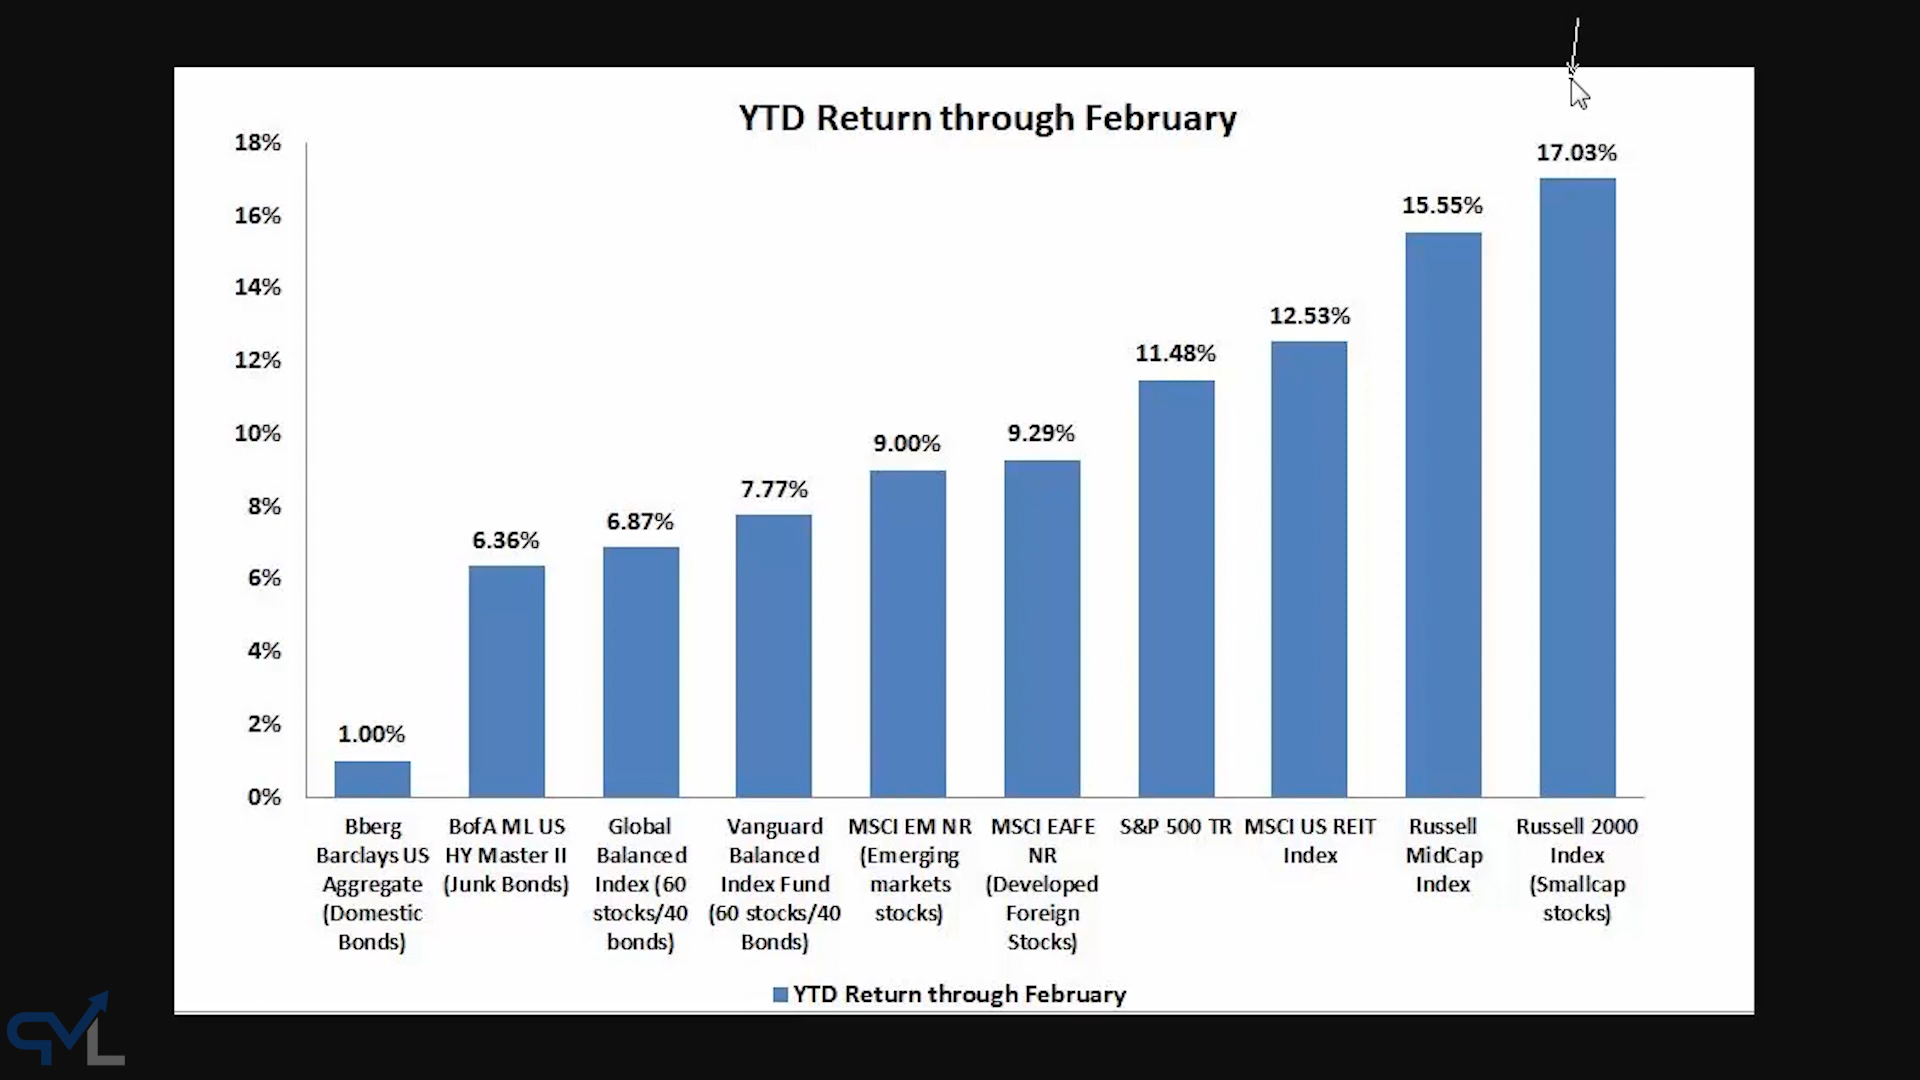 YTD Return through February
18%
16%
14%
12%
10%
8%
6%
4%
2%
0%
1.00%
6.36%
6.87%
7.77%
9.00%
9.29%
11.48%
12.53%
15.55%
17.03%
Bberg
Barclays US
Aggregate
(Domestic
Bonds)
BofA ML US
HY Master II
(Junk Bonds)
Global
Balanced
Index (60
stocks/40
bonds)
Vanguard
Balanced
Index Fund
(60 stocks/40
Bonds)
MSCI EM NR
(Emerging
markets
stocks)
MSCI EAFE
NR
(Developed
Foreign
Stocks)
S&P 500 TR
MSCI US REIT
Index
Russell
MidCap
Index
Russell 2000
Index
(Smallcap
stocks)
YTD Return through February